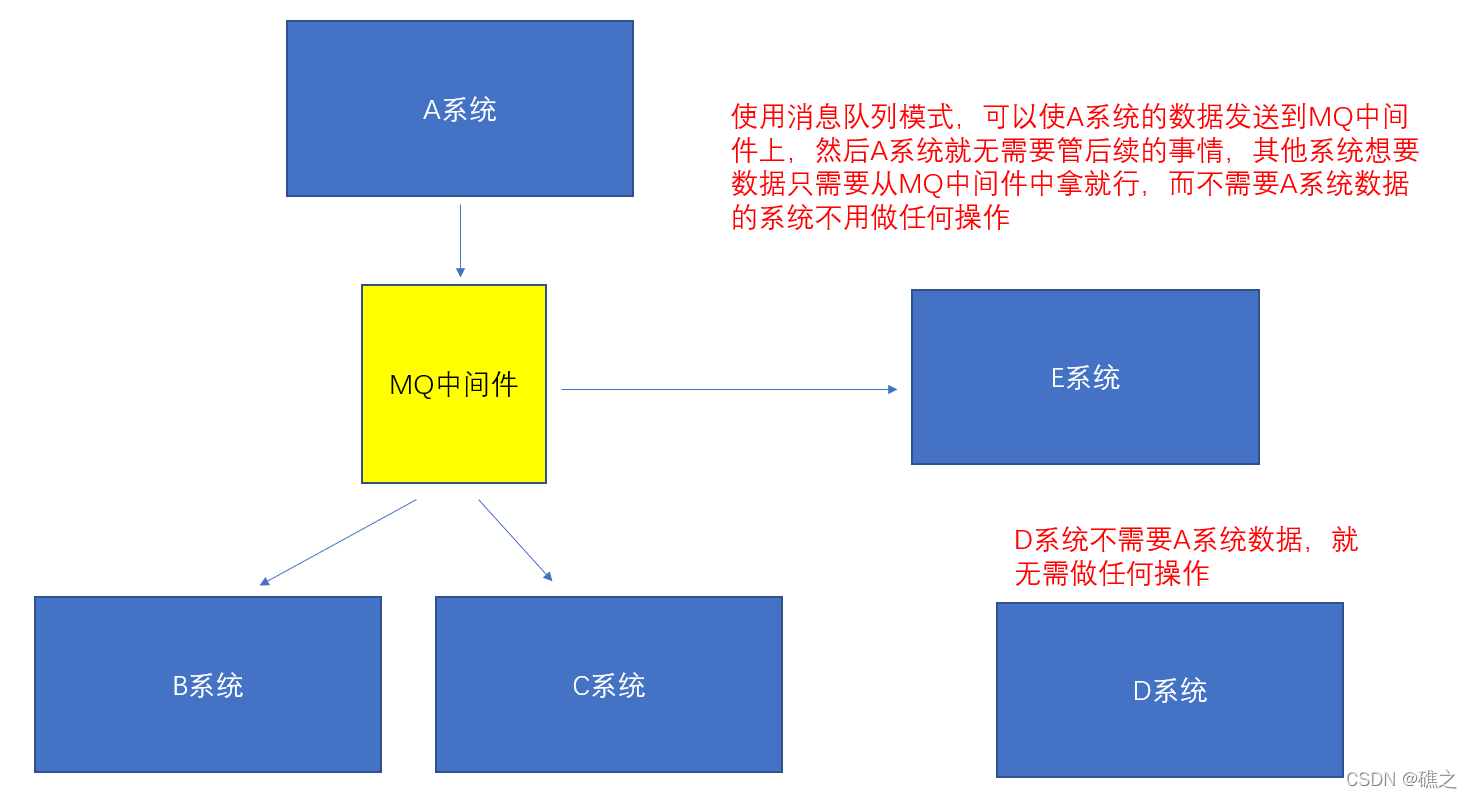 A系统
使用消息队列模式，可以使A系统的数据发送到MQ中间
件上，然后A系统就无需要管后续的事情，其他系统想要
数据只需要从MQ中间件中拿就行，而不需要A系统数据
的系统不用做任何操作
MQ中间件
E系统
D系统不需要A系统数据，就
无需做任何操作
B系统
C系统
D系统
CSDN @礁之